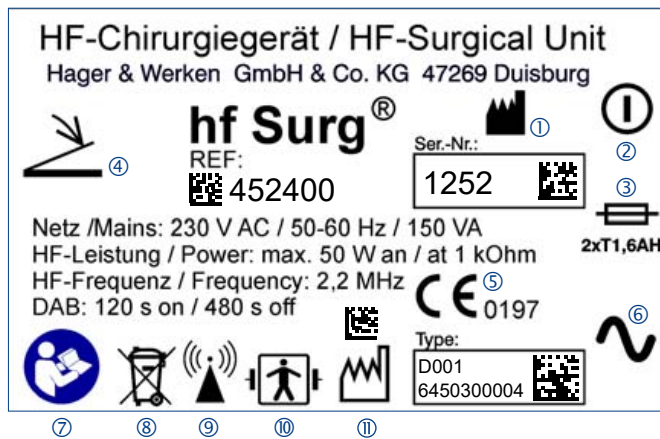 HF-Chirurgiegerät / HF-Surgical Unit
Hager & Werken GmbH & Co. KG 47269 Duisburg
hf Surg®
①
②
Ser.-Nr.:
④
REF:
452400
1252
③
2xT1,6AH
Netz /Mains: 230 V AC / 50-60 Hz / 150 VA
HF-Leistung / Power: max. 50 W an / at 1 kOhm
HF-Frequenz / Frequency: 2,2 MHz
DAB: 120 s on / 480 s off
CE 0197
⑤
⑥
Type:
D001
6450300004
⑦
⑧
⑨
⑩
⑪